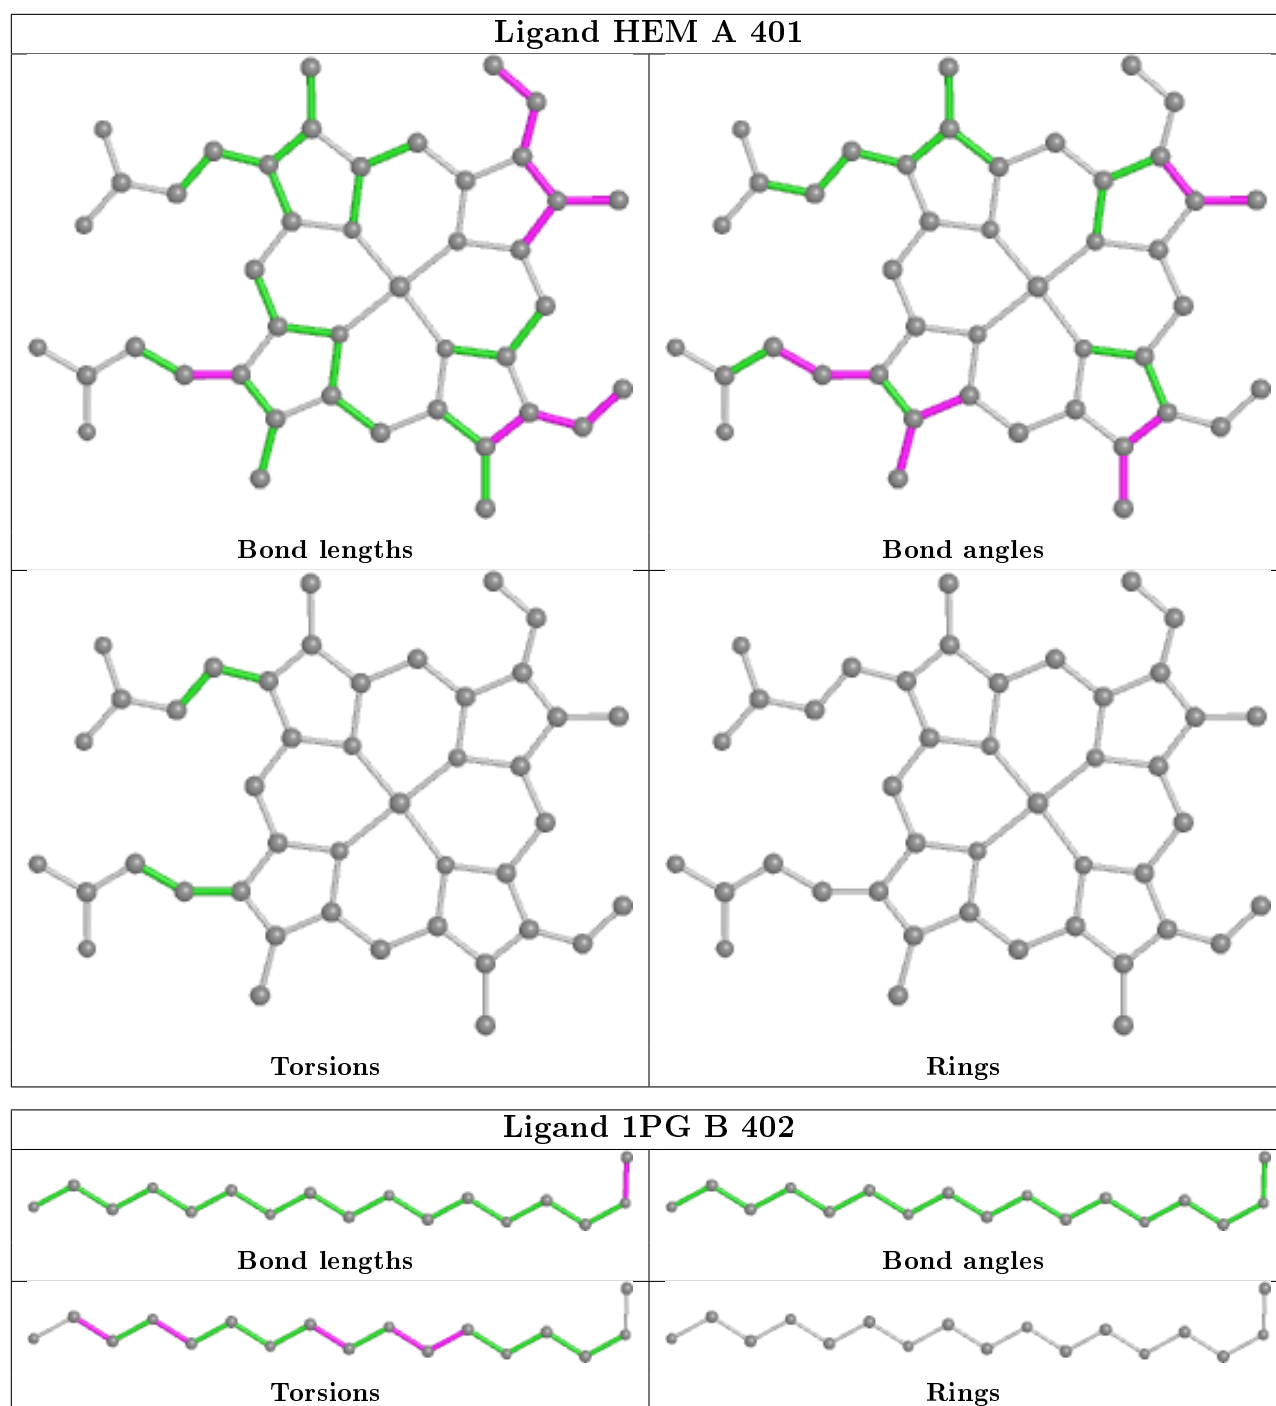 Ligand HEM A 401
Bond lengths
Bond angles
Torsions
Rings
Ligand 1PG B 402
Bond lengths
Bond angles
Torsions
Rings